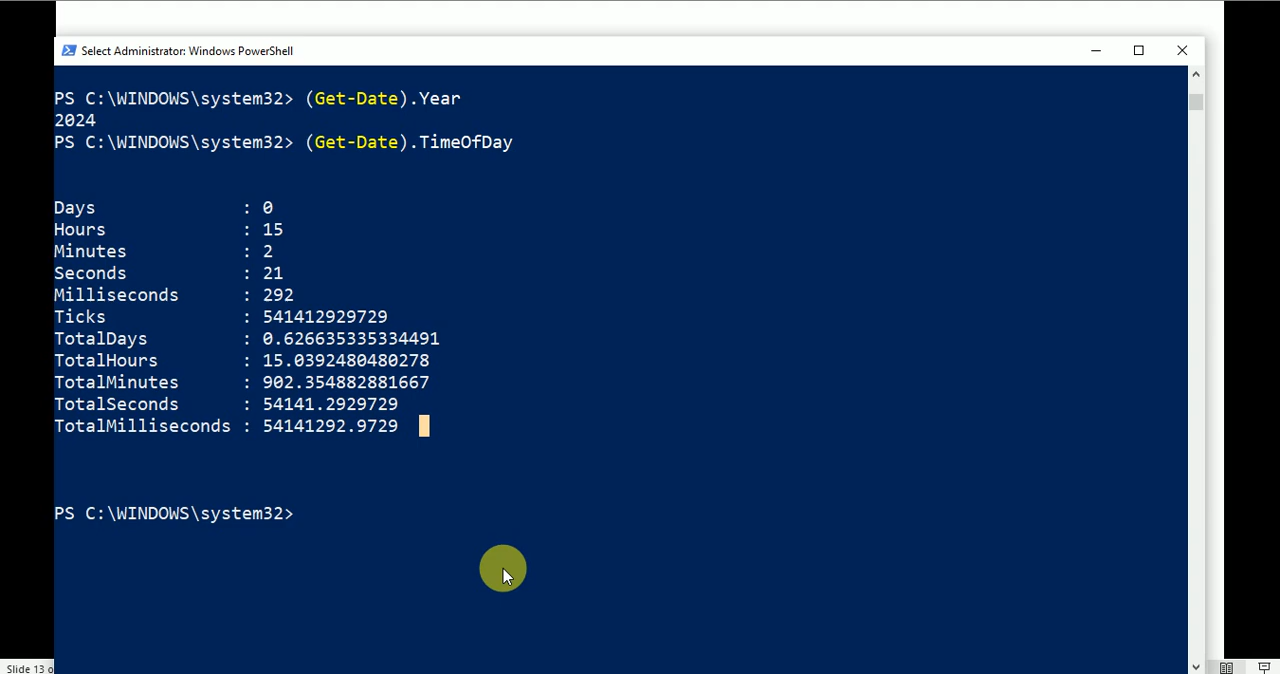 Select Administrator: Windows PowerShell
PS C:\WINDOWS\system32> (Get-Date).Year
2024
PS C:\WINDOWS\system32> (Get-Date).TimeOfDay
Days : 0
Hours : 15
Minutes : 2
Seconds : 21
Milliseconds : 292
Ticks : 541412929729
TotalDays : 0.626635335334491
TotalHours : 15.0392480480278
TotalMinutes : 902.354882881667
TotalSeconds : 54141.2929729
TotalMilliseconds : 54141292.9729
PS C:\WINDOWS\system32>
Slide 13 o